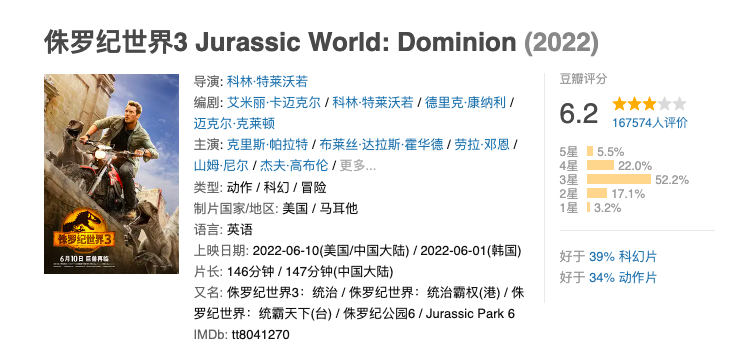 侏罗纪世界3 Jurassic World: Dominion (2022)
侏罗纪世界3
6月10日 巨兽再临
导演: 科林·特莱沃若
编剧: 艾米丽·卡迈克尔 / 科林·特莱沃若 / 德里克·康纳利 /
迈克尔·克莱顿
主演: 克里斯·帕拉特 / 布莱丝·达拉斯·霍华德 / 劳拉·邓恩 /
山姆·尼尔 / 杰夫·高布伦 / 更多...
类型: 动作 / 科幻 / 冒险
制片国家/地区: 美国 / 马耳他
语言: 英语
上映日期: 2022-06-10(美国/中国大陆) / 2022-06-01(韩国)
片长: 146分钟 / 147分钟(中国大陆)
又名: 侏罗纪世界3：统治 / 侏罗纪世界：统治霸权(港) / 侏
罗纪世界：统霸天下(台) / 侏罗纪公园6 / Jurassic Park 6
IMDb: tt8041270
豆瓣评分
6.2
167574人评价
5星 5.5%
4星 22.0%
3星 52.2%
2星 17.1%
1星 3.2%
好于 39% 科幻片
好于 34% 动作片